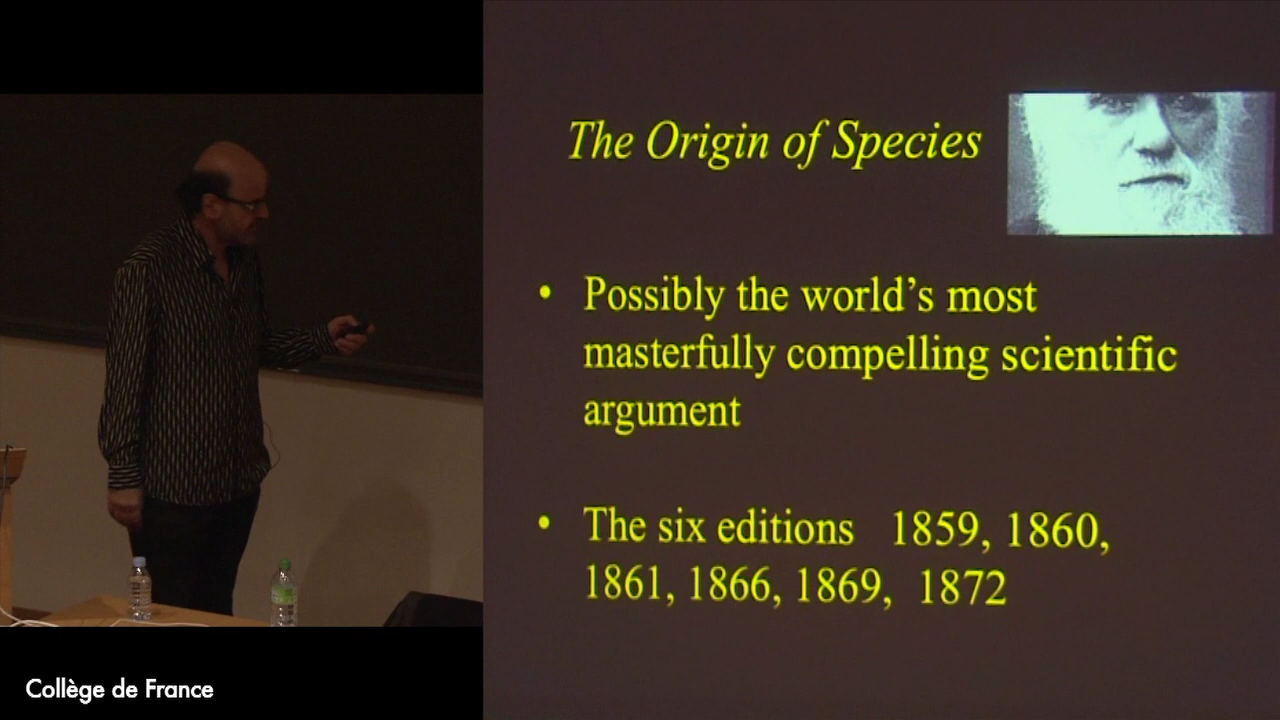 The Origin of Species
• Possibly the world's most
masterfully compelling scientific
argument
• The six editions 1859, 1860,
1861, 1866, 1869, 1872
Collège de France